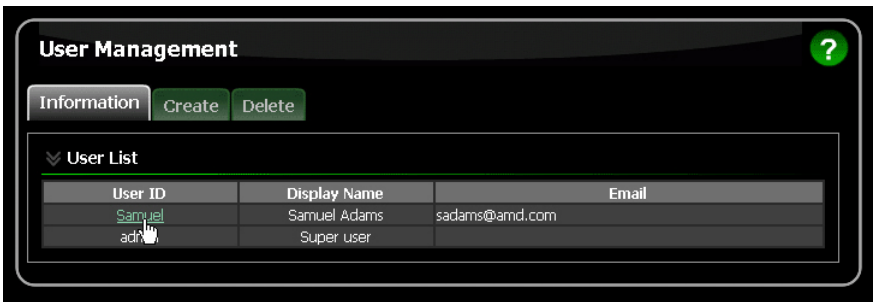 User Management
?
Information Create Delete
User List
User ID Display Name Email
Samuel Samuel Adams sadams@amd.com
Super user